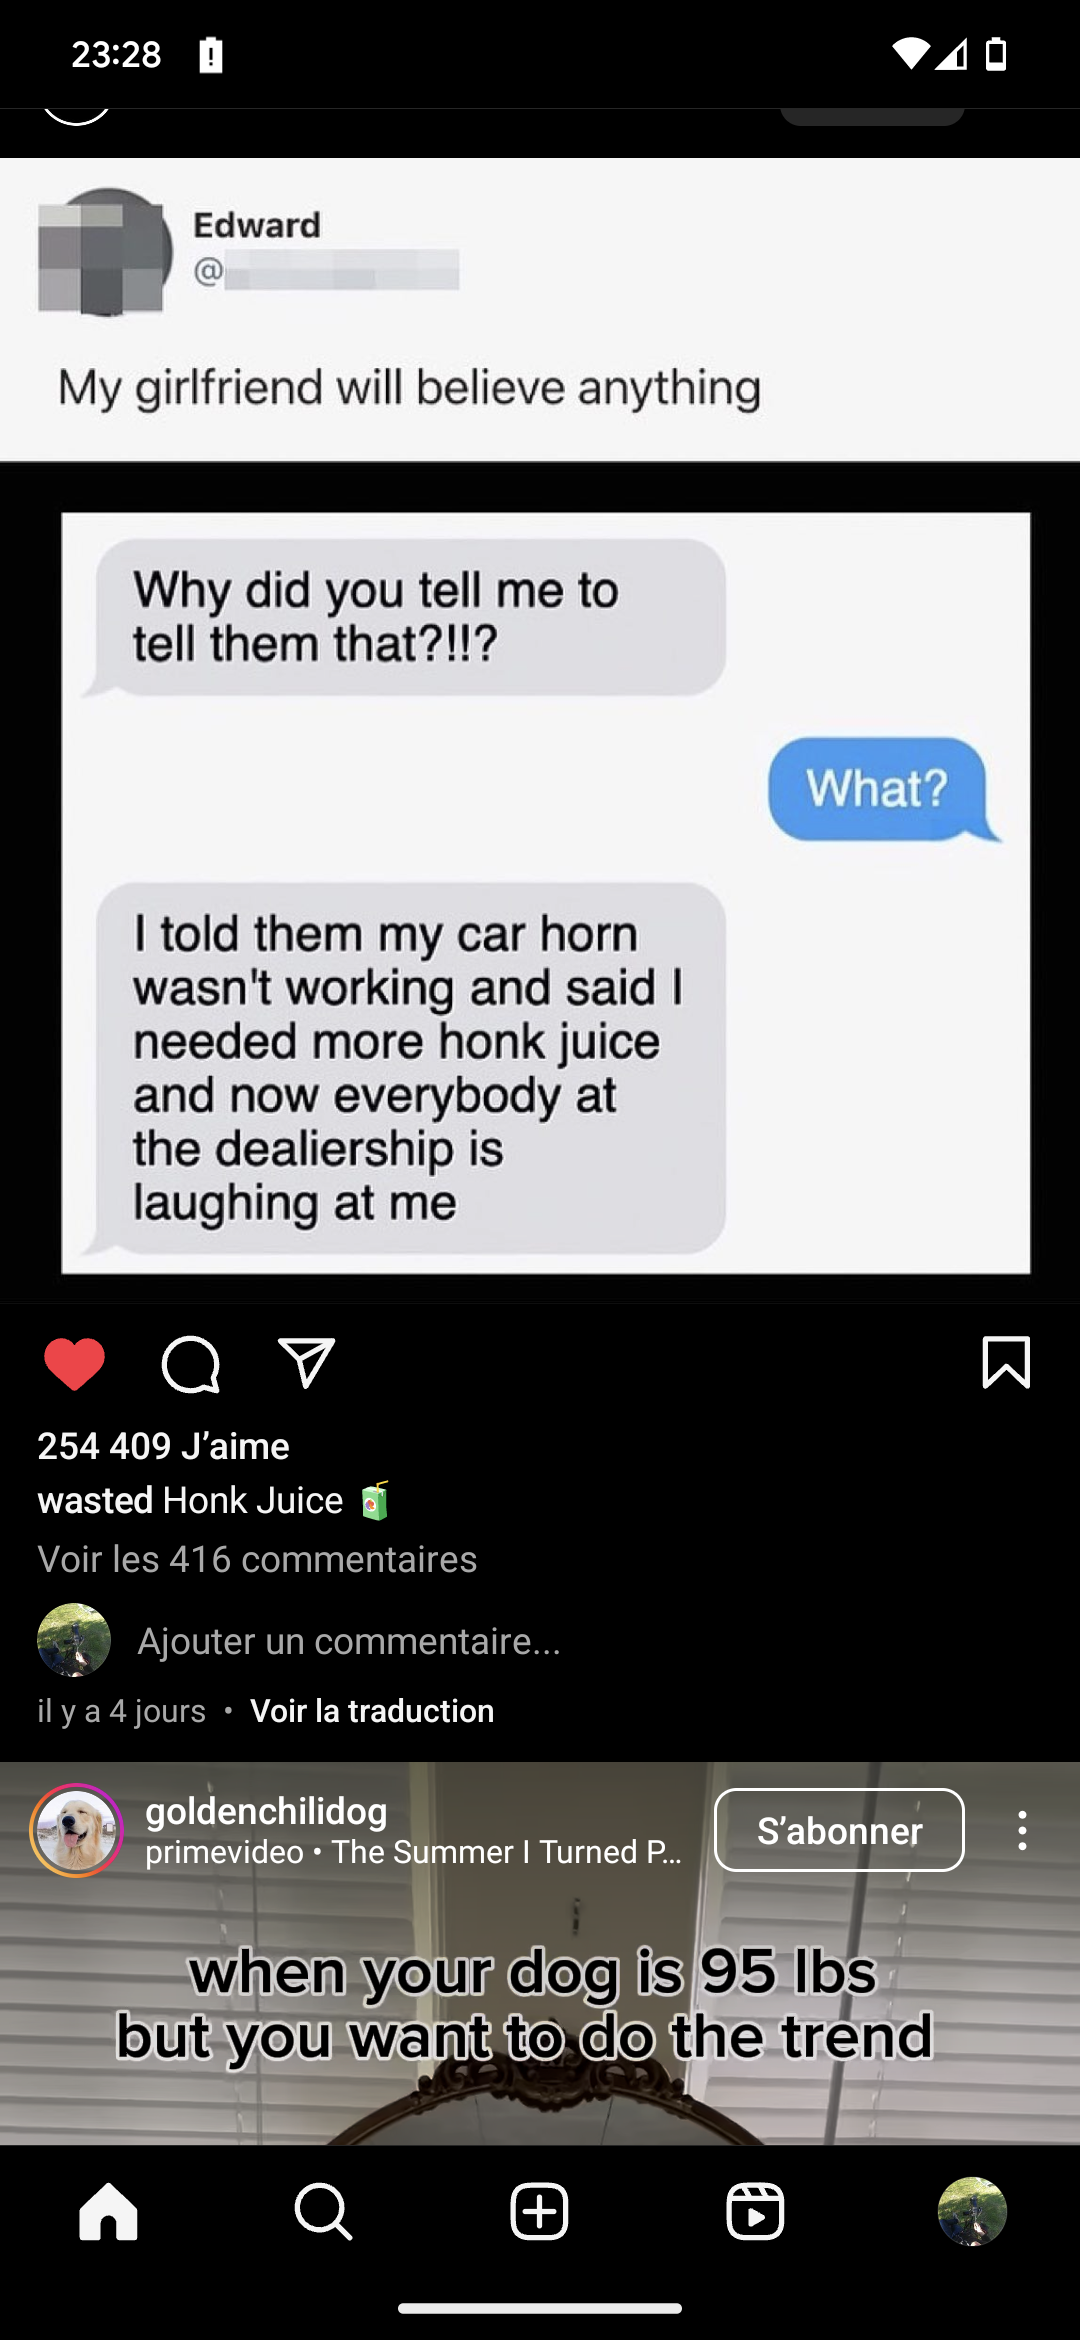 23:28
Edward
@
My girlfriend will believe anything
Why did you tell me to
tell them that?!!?
What?
I told them my car horn
wasn't working and said I
needed more honk juice
and now everybody at
the dealiership is
laughing at me
254 409 J’aime
wasted Honk Juice 🧃
Voir les 416 commentaires
Ajouter un commentaire...
il y a 4 jours • Voir la traduction
goldenchilidog
primevideo • The Summer I Turned P...
S’abonner
when your dog is 95 lbs
but you want to do the trend